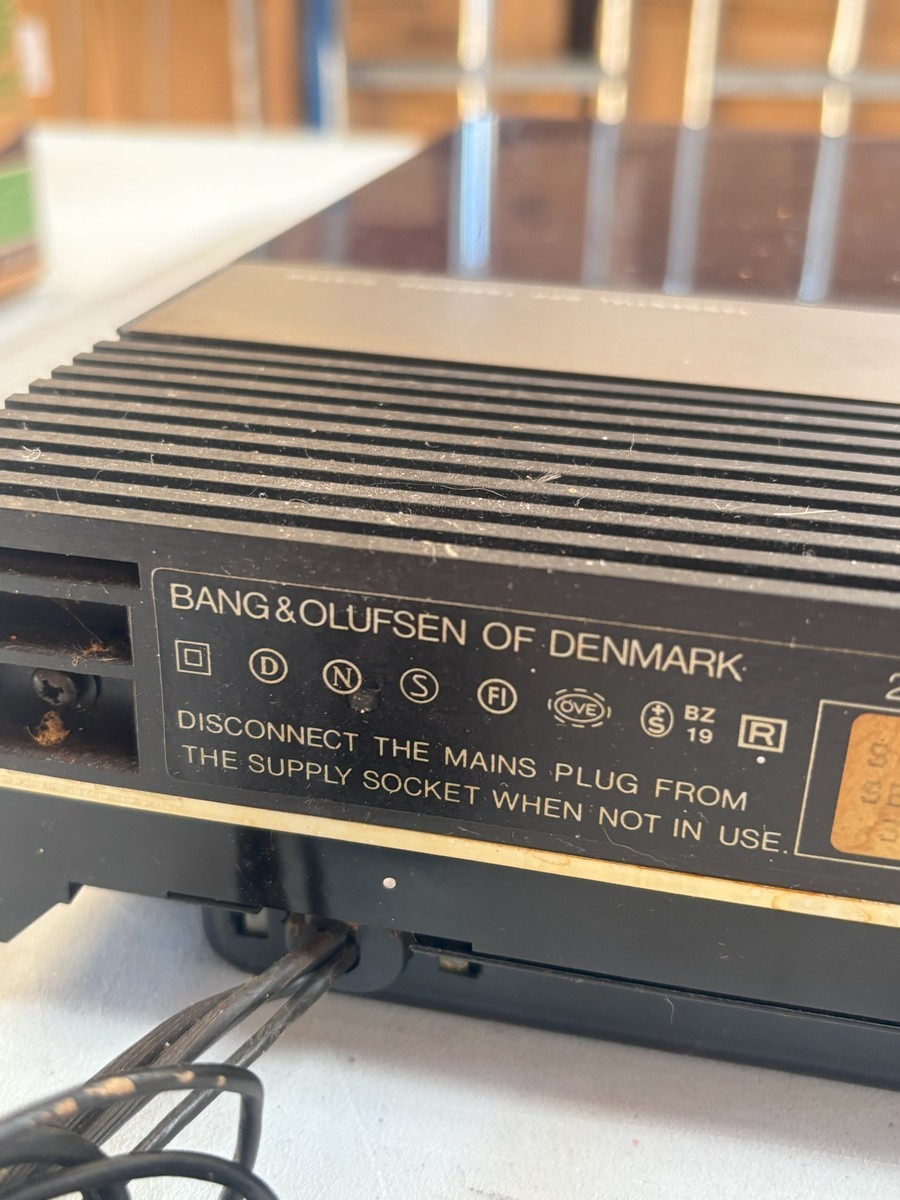 BANG & OLUFSEN OF DENMARK
D N S FI ÖVE +S BZ 19 R
DISCONNECT THE MAINS PLUG FROM
THE SUPPLY SOCKET WHEN NOT IN USE.